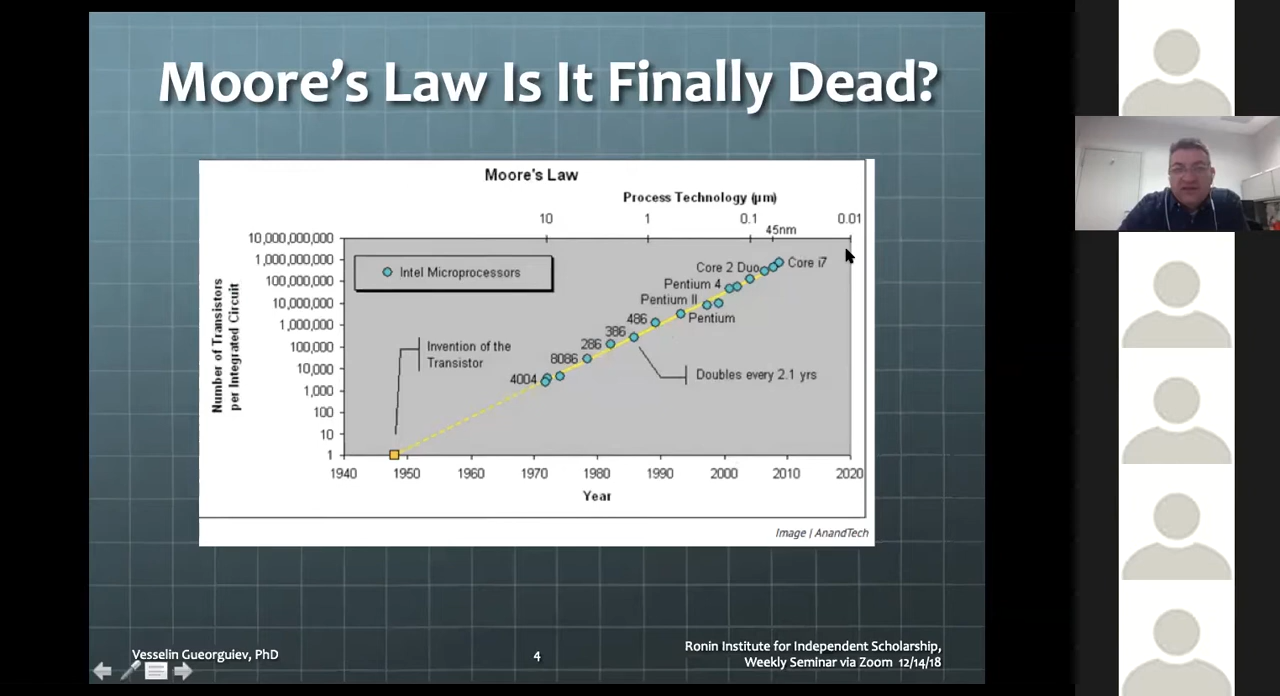 Moore's Law Is It Finally Dead?
Moore's Law
Process Technology (µm)
10 1 0.1 0.01
45nm
10,000,000,000
1,000,000,000
100,000,000
10,000,000
1,000,000
100,000
10,000
1,000
100
10
1
Number of Transistors
per Integrated Circuit
Intel Microprocessors
Invention of the
Transistor
4004
8086
286
386
486
Pentium
Pentium II
Pentium 4
Core 2 Duo
Core i7
Doubles every 2.1 yrs
1940 1950 1960 1970 1980 1990 2000 2010 2020
Year
Image | AnandTech
Vesselin Gueorguiev, PhD
4
Ronin Institute for Independent Scholarship,
Weekly Seminar via Zoom 12/14/18